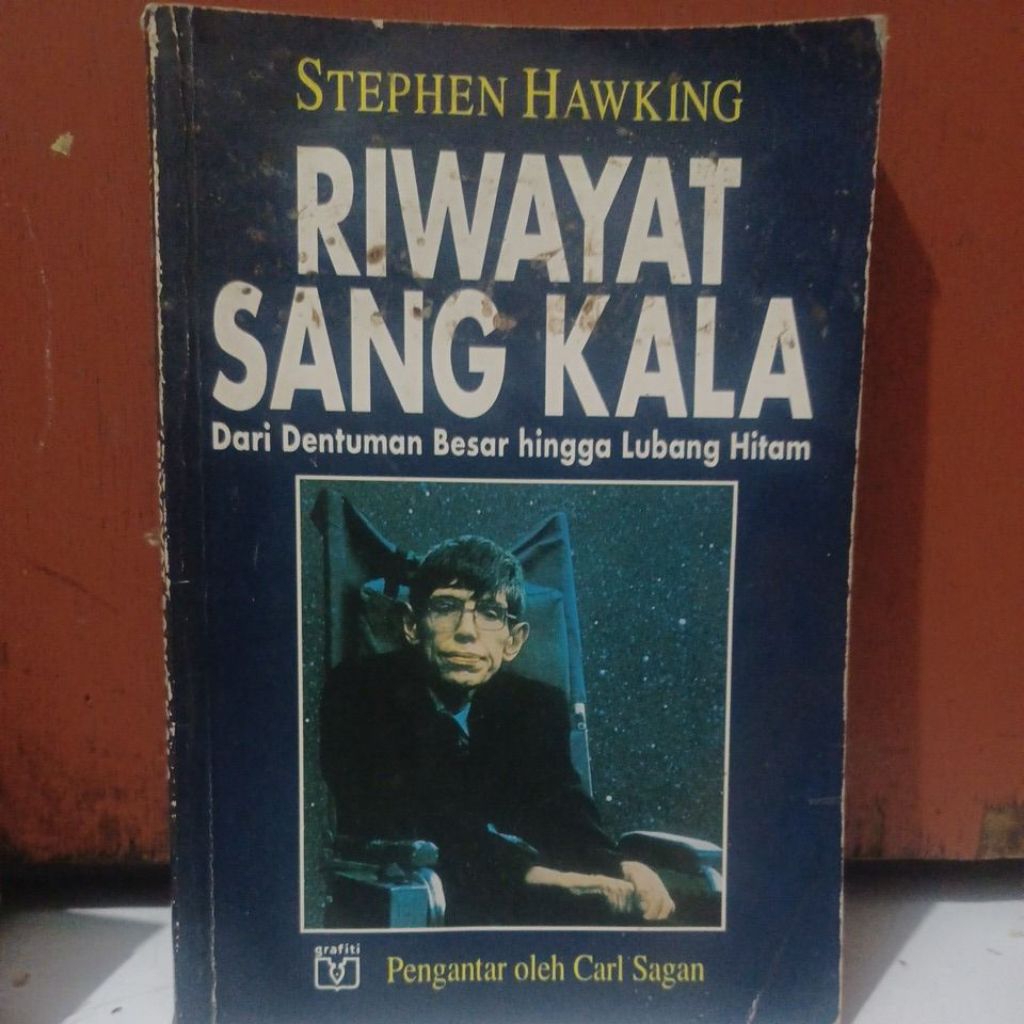 STEPHEN HAWKING
RIWAYAT
SANG KALA
Dari Dentuman Besar hingga Lubang Hitam
grafiti
Pengantar oleh Carl Sagan